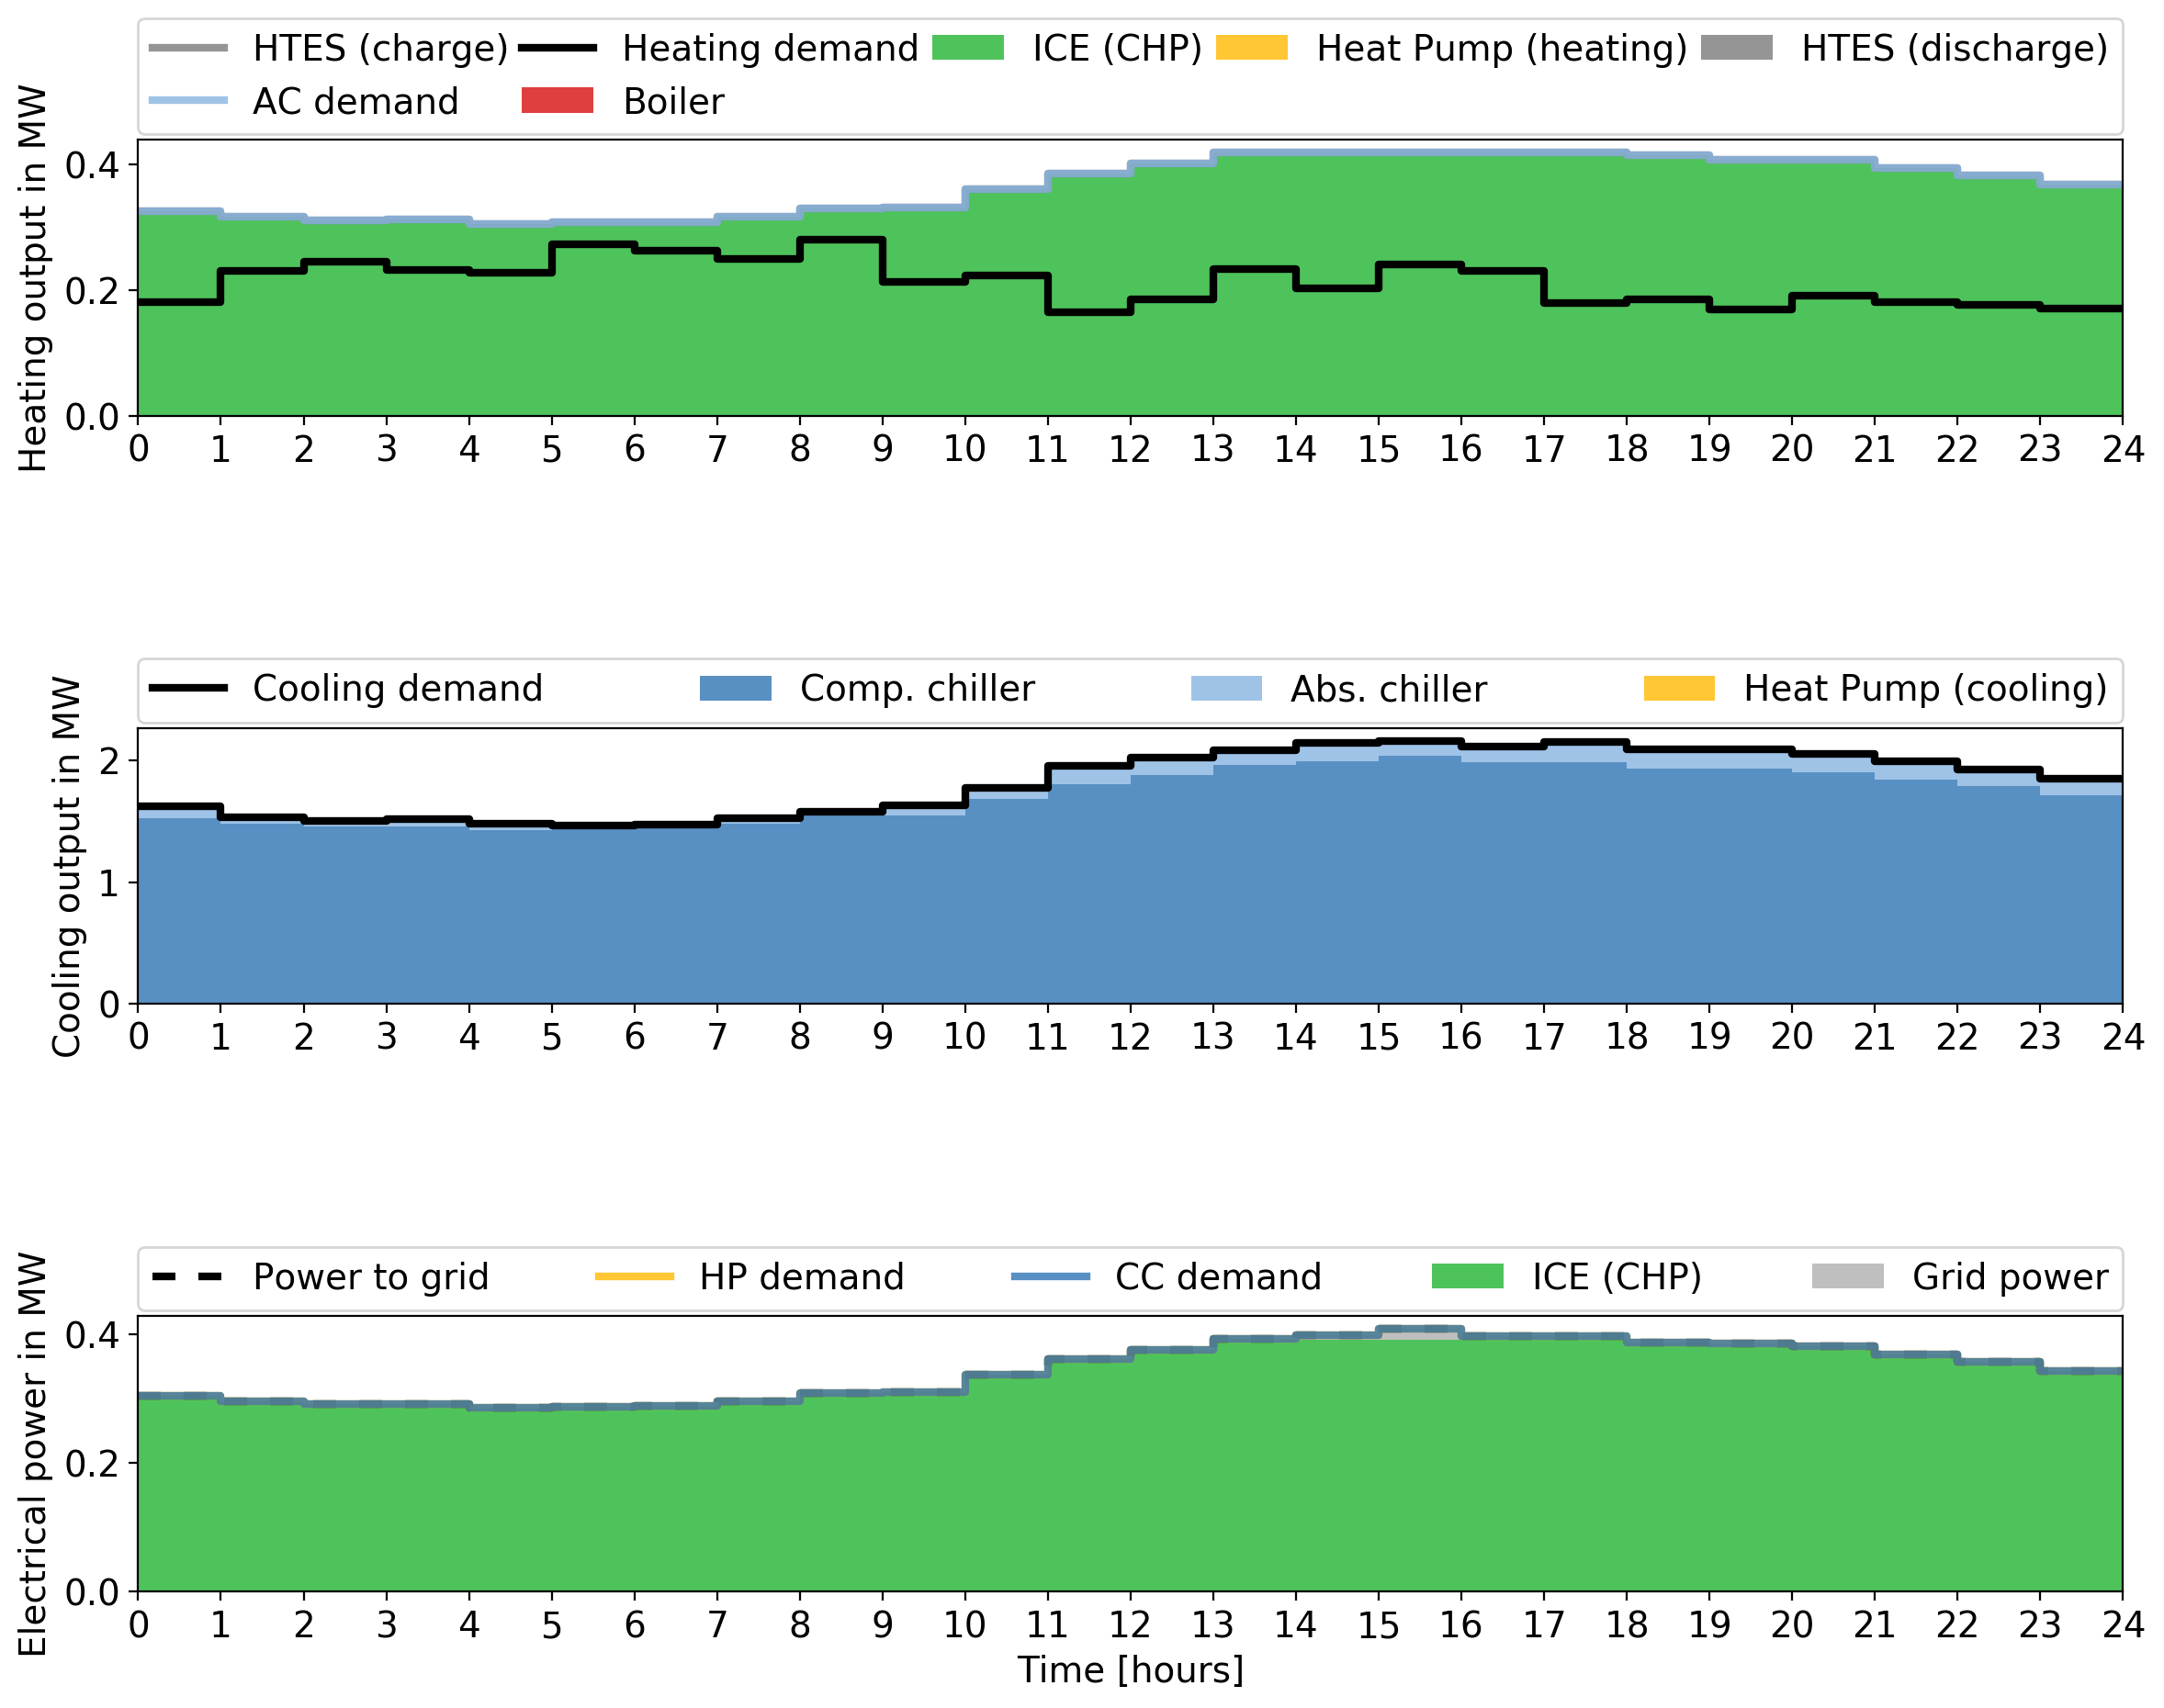 HTES (charge) Heating demand ICE (CHP) Heat Pump (heating) HTES (discharge)
AC demand Boiler
Heating output in MW
0.4
0.2
0.0
0 1 2 3 4 5 6 7 8 9 10 11 12 13 14 15 16 17 18 19 20 21 22 23 24
Cooling demand Comp. chiller Abs. chiller Heat Pump (cooling)
Cooling output in MW
2
1
0
0 1 2 3 4 5 6 7 8 9 10 11 12 13 14 15 16 17 18 19 20 21 22 23 24
Power to grid HP demand CC demand ICE (CHP) Grid power
Electrical power in MW
0.4
0.2
0.0
0 1 2 3 4 5 6 7 8 9 10 11 12 13 14 15 16 17 18 19 20 21 22 23 24
Time [hours]